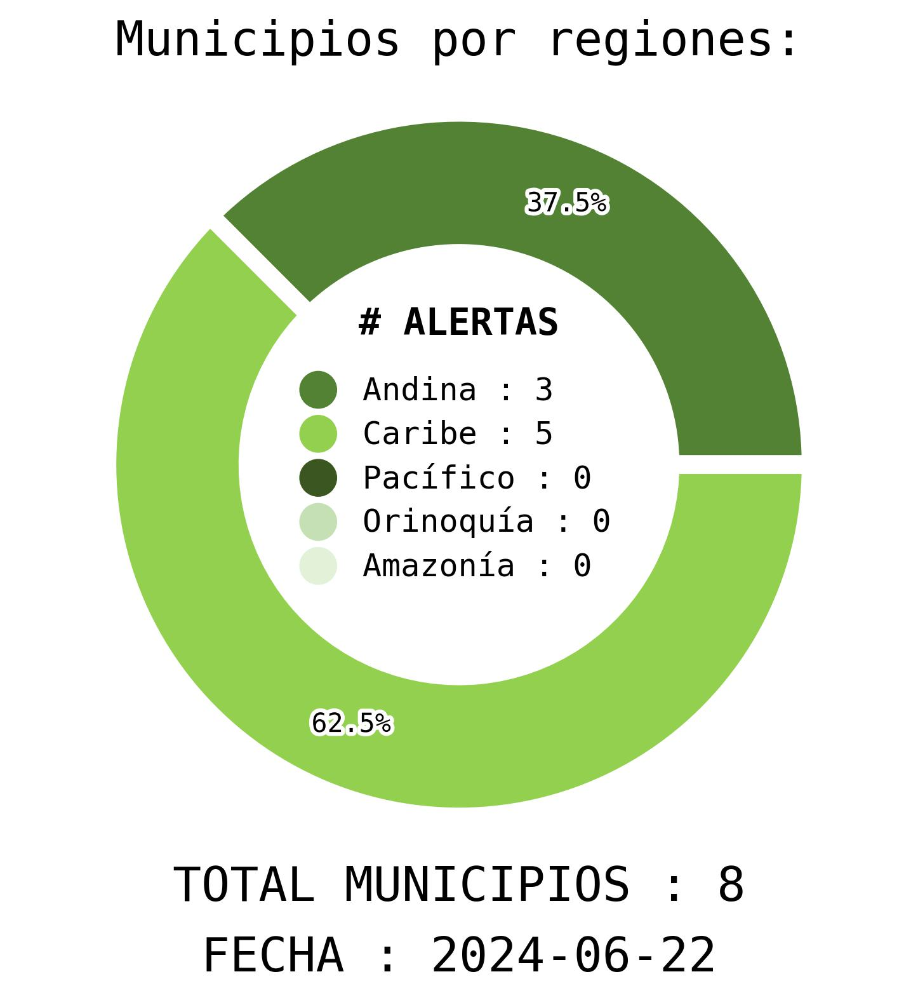 Municipios por regiones:
37.5%
# ALERTAS
Andina : 3
Caribe : 5
Pacífico : 0
Orinoquía : 0
Amazonía : 0
62.5%
TOTAL MUNICIPIOS : 8
FECHA : 2024-06-22